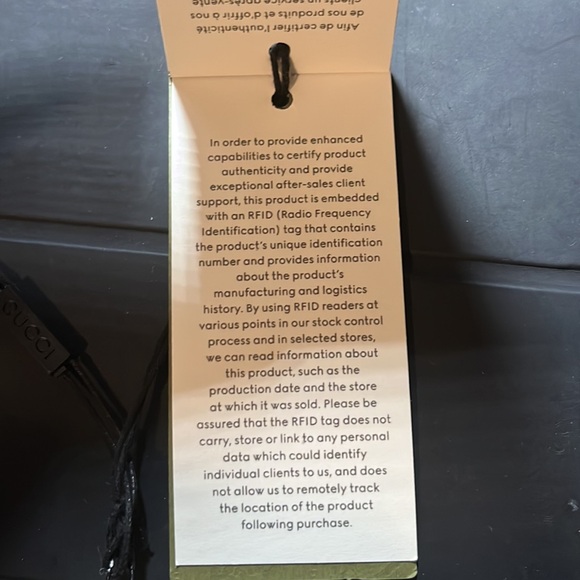 Afin de certifier l'authenticité
de nos produits et d'offrir à nos
clients un service après-vente
In order to provide enhanced
capabilities to certify product
authenticity and provide
exceptional after-sales client
support, this product is embedded
with an RFID (Radio Frequency
Identification) tag that contains
the product's unique identification
number and provides information
about the product's
manufacturing and logistics
history. By using RFID readers at
various points in our stock control
process and in selected stores,
we can read information about
this product, such as the
production date and the store
at which it was sold. Please be
assured that the RFID tag does not
carry, store or link to any personal
data which could identify
individual clients to us, and does
not allow us to remotely track
the location of the product
following purchase.
GUCCI